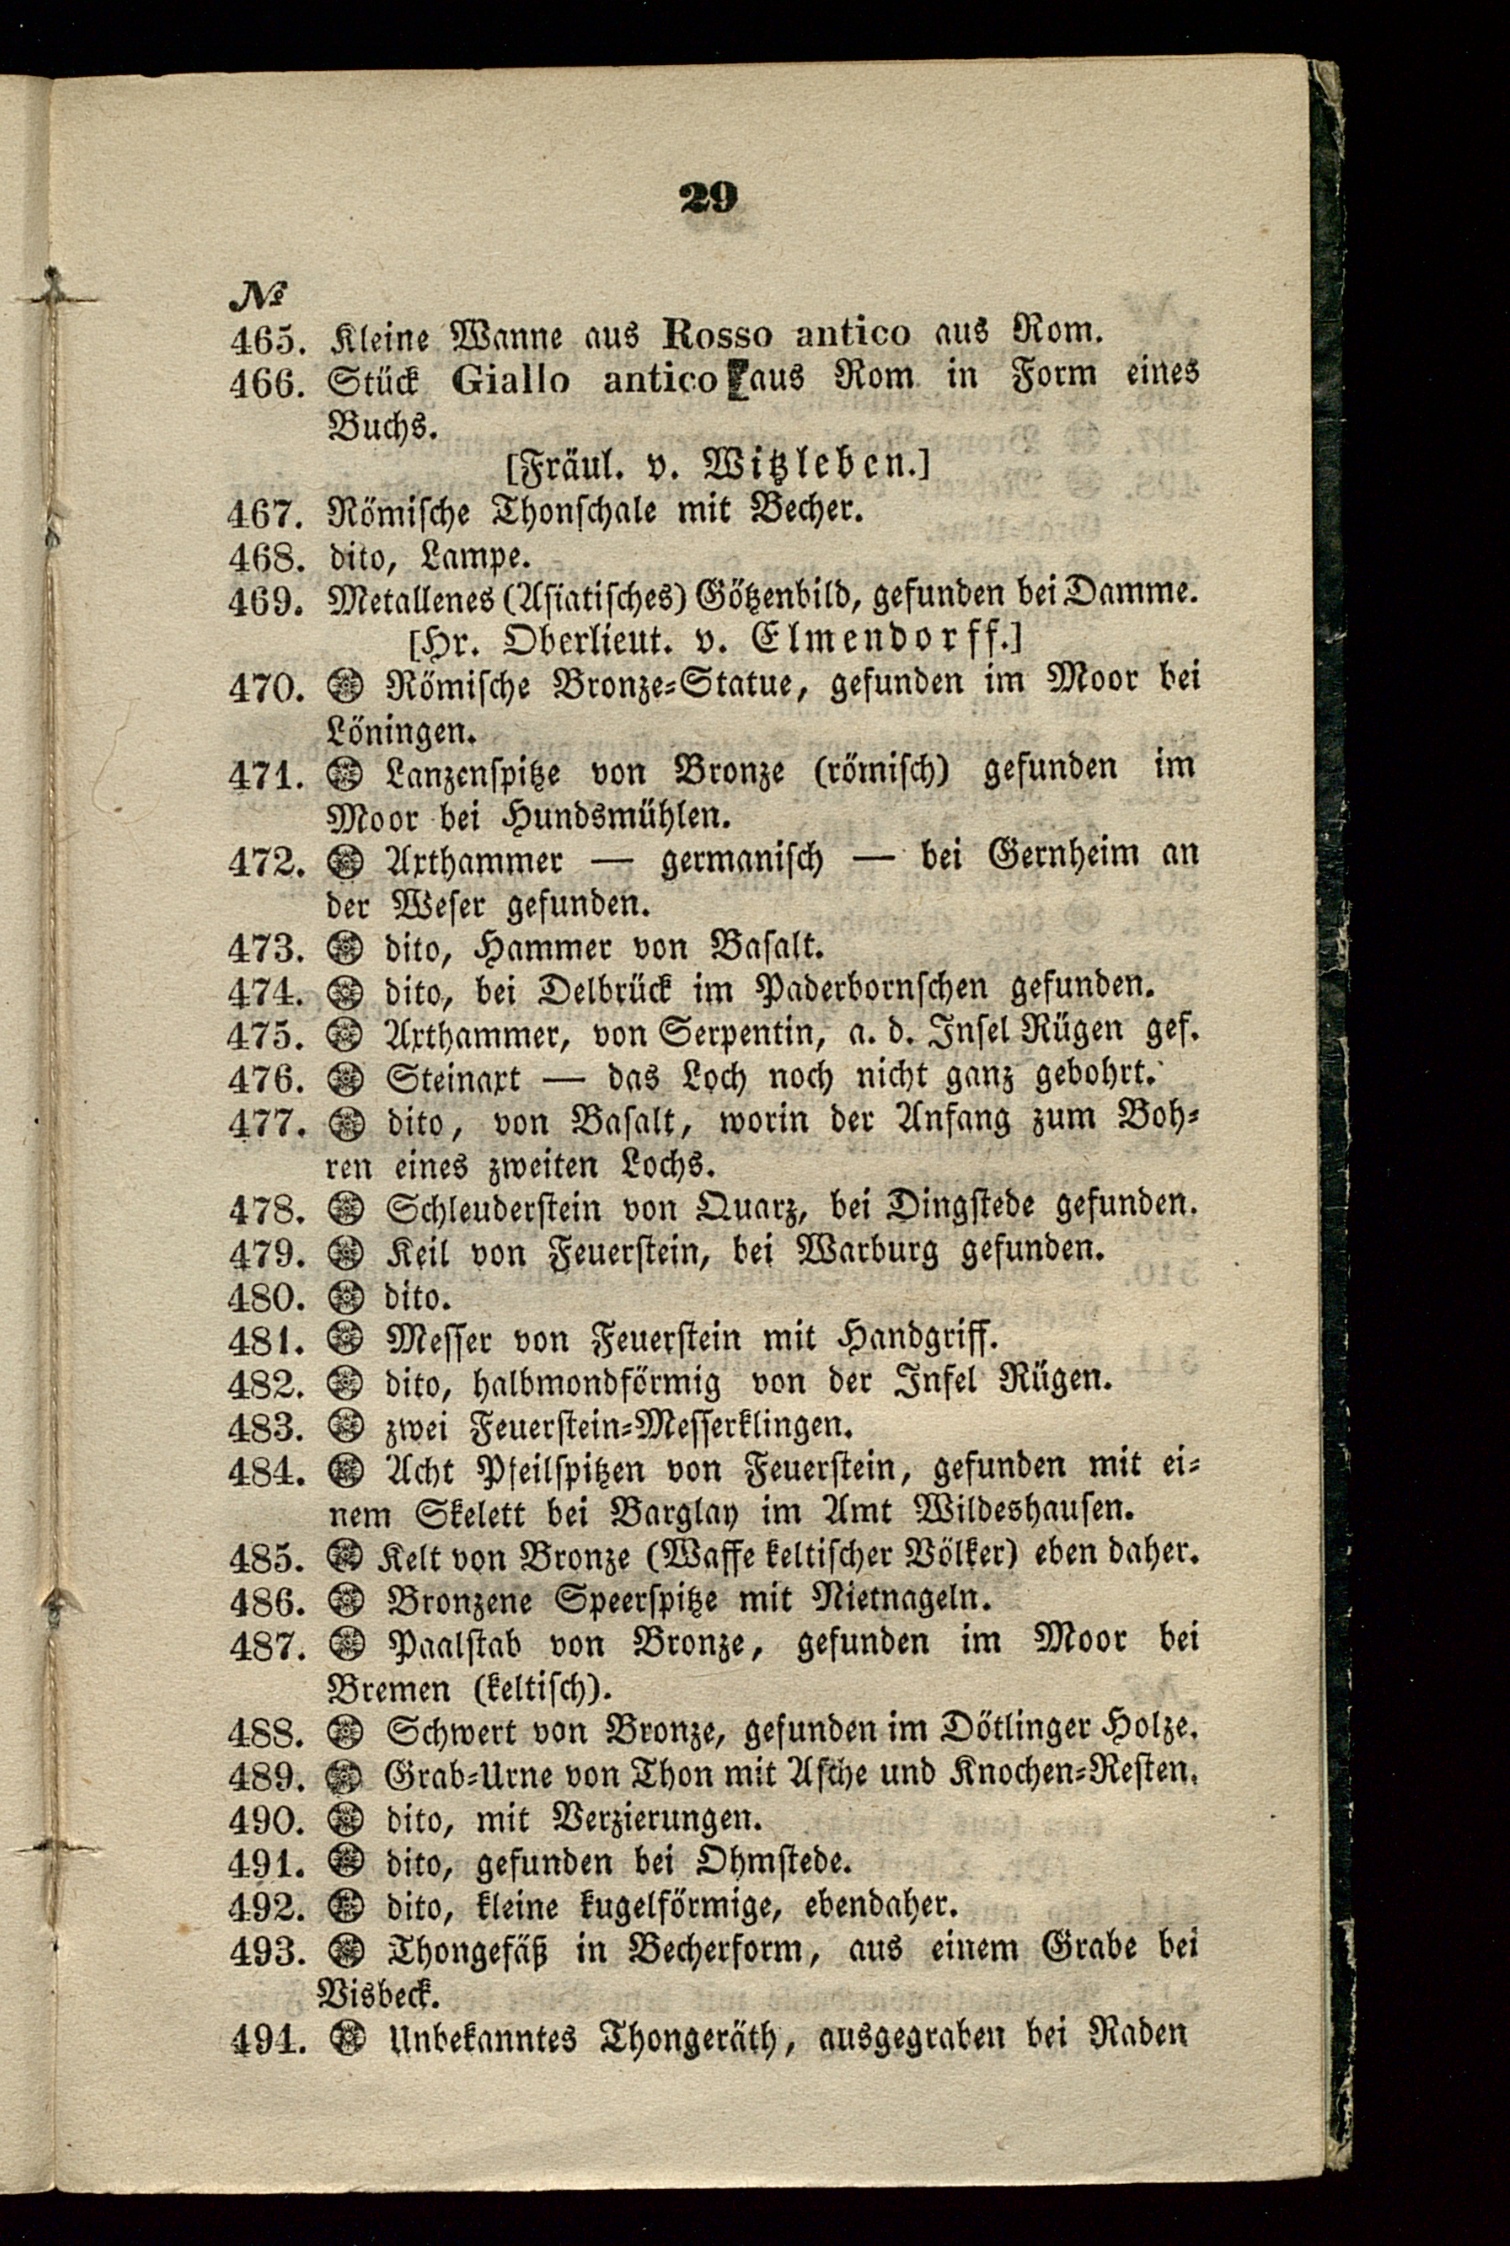 29
№
465. Kleine Wanne aus Rosso antico aus Rom.
466. Stück Giallo antico aus Rom in Form eines
Buchs.
[Fräul. v. Witzleben.]
467. Römische Thonschale mit Becher.
468. dito, Lampe.
469. Metallenes (Asiatisches) Götzenbild, gefunden bei Damme.
[Hr. Oberlieut. v. Elmendorff.]
470. ⊛ Römische Bronze-Statue, gefunden im Moor bei
Löningen.
471. ⊛ Lanzenspitze von Bronze (römisch) gefunden im
Moor bei Hundsmühlen.
472. ⊛ Axthammer — germanisch — bei Gernheim an
der Weser gefunden.
473. ⊛ dito, Hammer von Basalt.
474. ⊛ dito, bei Delbrück im Paderbornschen gefunden.
475. ⊛ Axthammer, von Serpentin, a. d. Insel Rügen gef.
476. ⊛ Steinaxt — das Loch noch nicht ganz gebohrt.
477. ⊛ dito, von Basalt, worin der Anfang zum Boh-
ren eines zweiten Lochs.
478. ⊛ Schleuderstein von Quarz, bei Dingstede gefunden.
479. ⊛ Keil von Feuerstein, bei Warburg gefunden.
480. ⊛ dito.
481. ⊛ Messer von Feuerstein mit Handgriff.
482. ⊛ dito, halbmondförmig von der Insel Rügen.
483. ⊛ zwei Feuerstein-Messerklingen.
484. ⊛ Acht Pfeilspitzen von Feuerstein, gefunden mit ei-
nem Skelett bei Barglay im Amt Wildeshausen.
485. ⊛ Kelt von Bronze (Waffe keltischer Völker) eben daher.
486. ⊛ Bronzene Speerspitze mit Nietnageln.
487. ⊛ Paalstab von Bronze, gefunden im Moor bei
Bremen (keltisch).
488. ⊛ Schwert von Bronze, gefunden im Dötlinger Holze.
489. ⊛ Grab-Urne von Thon mit Asche und Knochen-Resten.
490. ⊛ dito, mit Verzierungen.
491. ⊛ dito, gefunden bei Ohmstede.
492. ⊛ dito, kleine kugelförmige, ebendaher.
493. ⊛ Thongefäß in Becherform, aus einem Grabe bei
Visbeck.
494. ⊛ Unbekanntes Thongeräth, ausgegraben bei Raden